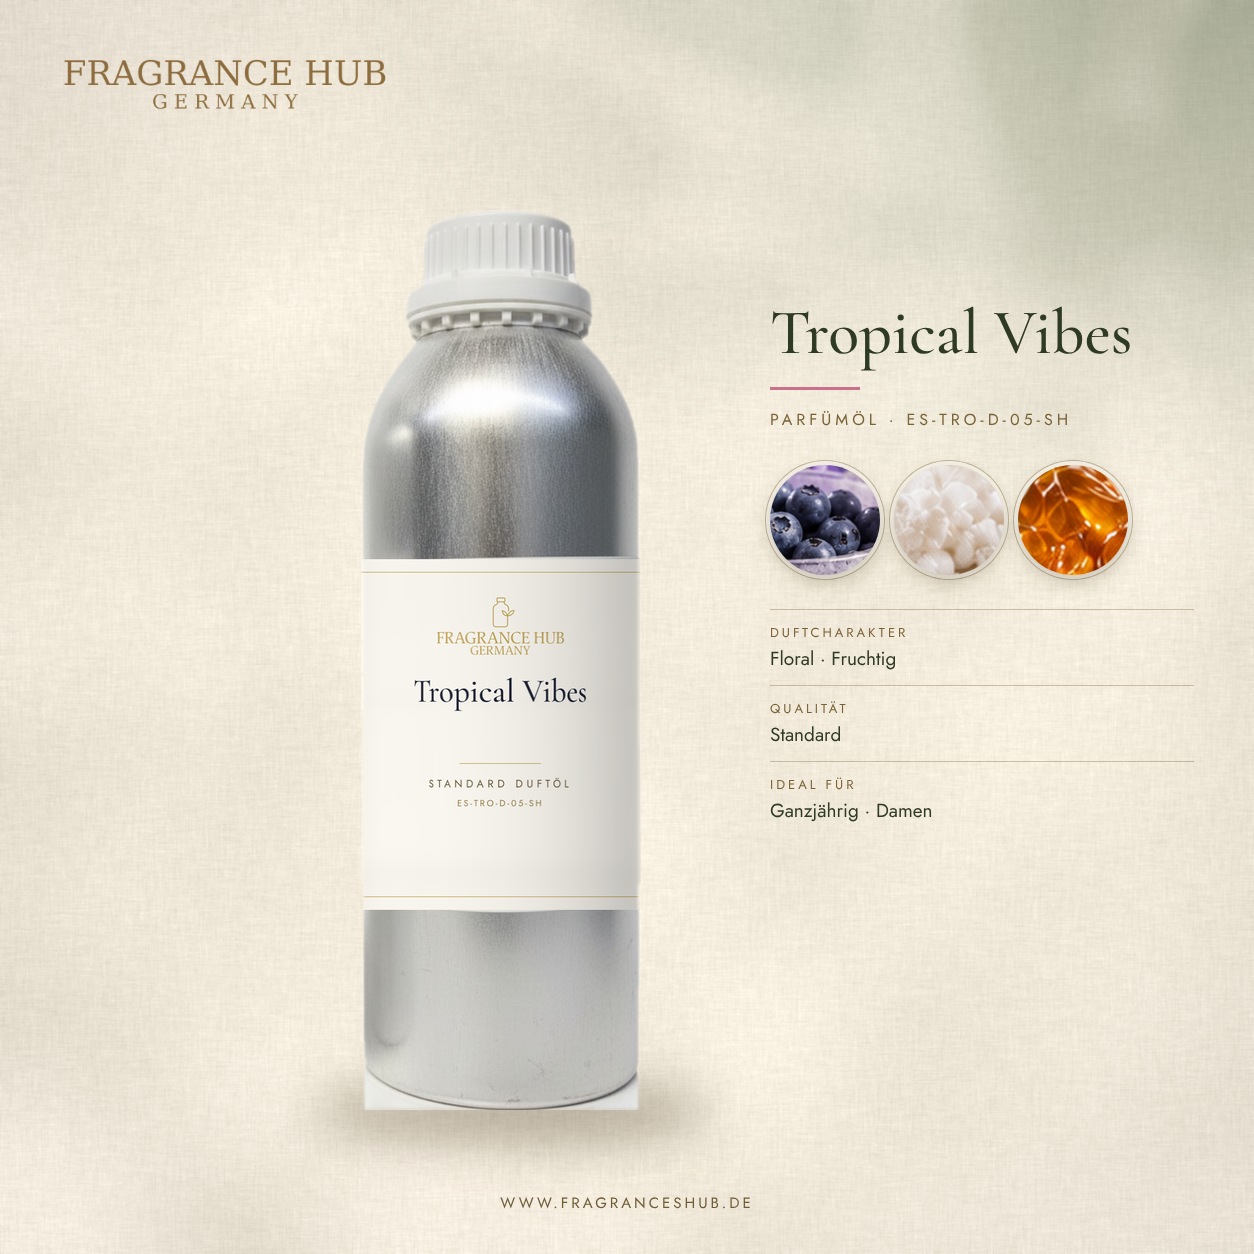 FRAGRANCE HUB
GERMANY
Tropical Vibes
PARFÜMÖL · ES-TRO-D-05-SH
DUFTCHARAKTER
Floral · Fruchtig
QUALITÄT
Standard
IDEAL FÜR
Ganzjährig · Damen
FRAGRANCE HUB
GERMANY
Tropical Vibes
STANDARD DUFTÖL
ES-TRO-D-05-SH
WWW.FRAGRANCESHUB.DE